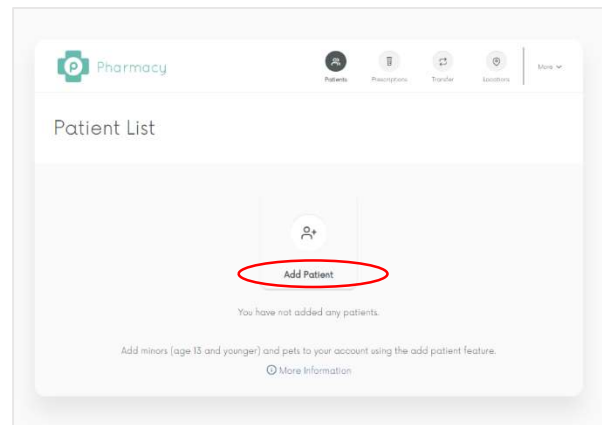 Pharmacy
Patients Prescriptions Transfer Locations More
Patient List
Add Patient
You have not added any patients.
Add minors (age 13 and younger) and pets to your account using the add patient feature.
More Information